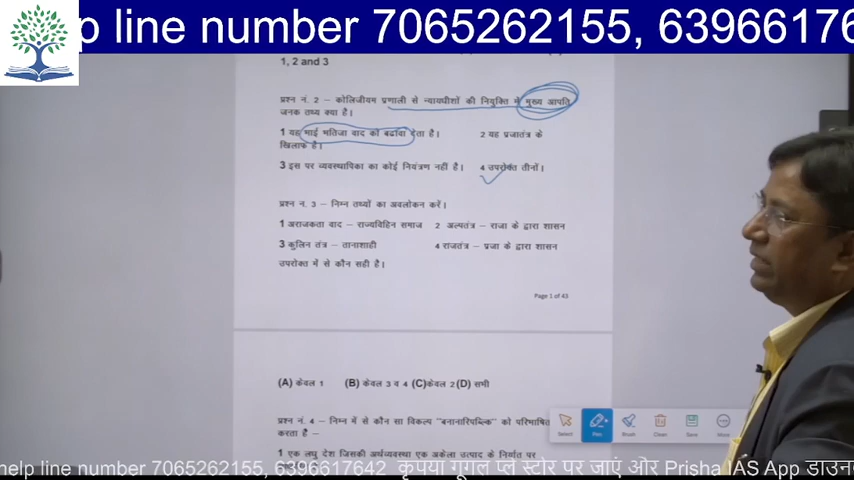 p line number 7065262155, 63966176
1, 2 and 3
प्रश्न नं. 2 – कोलिजीयम प्रणाली से न्यायधीशों की नियुक्ति में मुख्य आपति
जनक तथ्य क्या है।
1 यह भाई भतिजा वाद को बढावा देता है। 2 यह प्रजातंत्र के
खिलाफ है।
3 इस पर व्यवस्थापिका का कोई नियंत्रण नहीं है। 4 उपरोक्त तीनों।
प्रश्न न. 3 – निम्न तथ्यों का अवलोकन करें।
1 अराजकता वाद – राज्यविहिन समाज 2 अल्पतंत्र – राजा के द्वारा शासन
3 कुलिन तंत्र – तानाशाही 4 राजतंत्र – प्रजा के द्वारा शासन
उपरोक्त में से कौन सही है।
Page 1 of 43
(A) केवल 1 (B) केवल 3 व 4 (C)केवल 2 (D) सभी
प्रश्न नं. 4 – निम्न में से कौन सा विकल्प "बनानारिपब्लिक" को परिभाषित
करता है –
Select Pen Brush Clean Save More
1 एक लघु देश जिसकी अर्थव्यवस्था एक अकेला उत्पाद के निर्यात पर
help line number 7065262155, 6396617642 कृपया गूगल प्ले स्टोर पर जाएं और Prisha IAS App डाउन